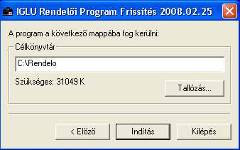 IGLU Rendelői Program Frissítés 2008.02.25
A program a következő mappába fog kerülni:
Célkönyvtár
C:\Rendelo
Szükséges: 31049 K
Tallózás...
< Előző
Indítás
Kilépés